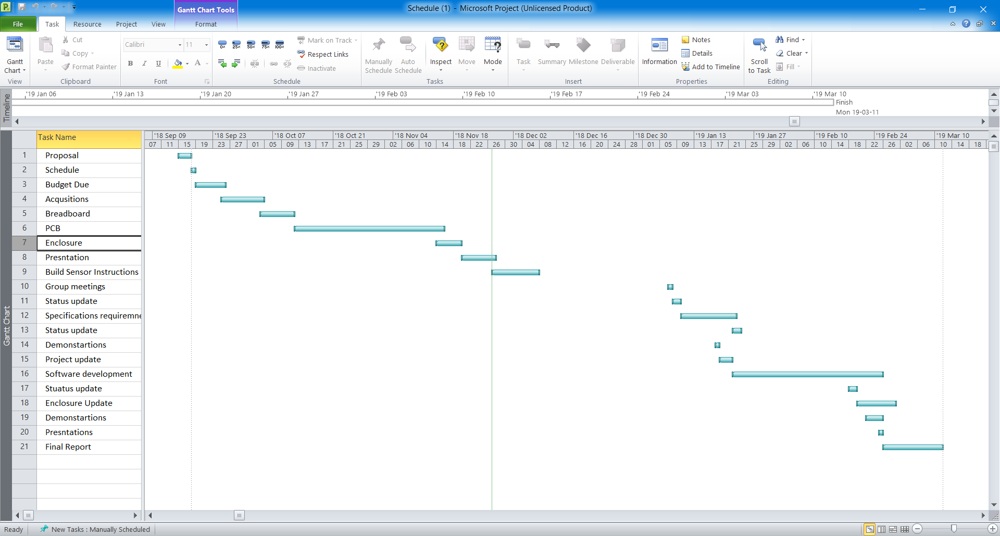 Gantt Chart Tools
Schedule (1) - Microsoft Project (Unlicensed Product)
File Task Resource Project View Format
Gantt Chart
View
Paste
Cut
Copy
Format Painter
Clipboard
Calibri 11
B I U A
Font
0% 25% 50% 75% 100%
Mark on Track
Respect Links
Inactivate
Schedule
Manually Schedule
Auto Schedule
Inspect
Move
Mode
Tasks
Task
Summary
Milestone
Deliverable
Insert
Information
Notes
Details
Add to Timeline
Properties
Scroll to Task
Find
Clear
Fill
Editing
Timeline
'19 Jan 06 '19 Jan 13 '19 Jan 20 '19 Jan 27 '19 Feb 03 '19 Feb 10 '19 Feb 17 '19 Feb 24 '19 Mar 03 '19 Mar 10
Finish
Mon 19-03-11
Gantt Chart
Task Name
'18 Sep 09 '18 Sep 23 '18 Oct 07 '18 Oct 21 '18 Nov 04 '18 Nov 18 '18 Dec 02 '18 Dec 16 '18 Dec 30 '19 Jan 13 '19 Jan 27 '19 Feb 10 '19 Feb 24 '19 Mar 10
07 11 15 19 23 27 01 05 09 13 17 21 25 29 02 06 10 14 18 22 26 30 04 08 12 16 20 24 28 01 05 09 13 17 21 25 29 02 06 10 14 18 22 26 02 06 10 14 18
1 Proposal
2 Schedule
3 Budget Due
4 Acqusitions
5 Breadboard
6 PCB
7 Enclosure
8 Presntation
9 Build Sensor Instructions
10 Group meetings
11 Status update
12 Specifications requiremne
13 Status update
14 Demonstartions
15 Project update
16 Software development
17 Stuatus update
18 Enclosure Update
19 Demonstartions
20 Presntations
21 Final Report
Ready
New Tasks : Manually Scheduled